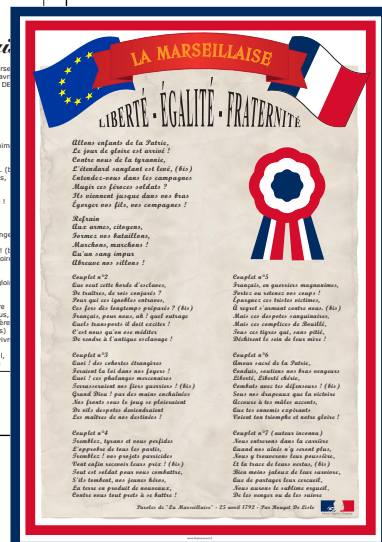 LA MARSEILLAISE
LIBERTÉ - ÉGALITÉ - FRATERNITÉ
Allons enfants de la Patrie,
Le jour de gloire est arrivé !
Contre nous de la tyrannie,
L'étendard sanglant est levé, (bis)
Entendez-vous dans les campagnes
Mugir ces féroces soldats ?
Ils viennent jusque dans vos bras
Égorger vos fils, vos compagnes !
Refrain
Aux armes, citoyens,
Formez vos bataillons,
Marchons, marchons !
Qu'un sang impur
Abreuve nos sillons !
Couplet n°2
Que veut cette horde d'esclaves,
De traîtres, de rois conjurés ?
Pour qui ces ignobles entraves,
Ces fers dès longtemps préparés ? (bis)
Français, pour nous, ah ! quel outrage
Quels transports il doit exciter !
C'est nous qu'on ose méditer
De rendre à l'antique esclavage !
Couplet n°3
Quoi ! des cohortes étrangères
Feraient la loi dans nos foyers !
Quoi ! ces phalanges mercenaires
Terrasseraient nos fiers guerriers ! (bis)
Grand Dieu ! par des mains enchaînées
Nos fronts sous le joug se ploieraient
De vils despotes deviendraient
Les maîtres de nos destinées !
Couplet n°4
Tremblez, tyrans et vous perfides
L'opprobre de tous les partis,
Tremblez ! vos projets parricides
Vont enfin recevoir leurs prix ! (bis)
Tout est soldat pour vous combattre,
S'ils tombent, nos jeunes héros,
La terre en produit de nouveaux,
Contre vous tout prêts à se battre !
Couplet n°5
Français, en guerriers magnanimes,
Portez ou retenez vos coups !
Épargnez ces tristes victimes,
À regret s'armant contre nous. (bis)
Mais ces despotes sanguinaires,
Mais ces complices de Bouillé,
Tous ces tigres qui, sans pitié,
Déchirent le sein de leur mère !
Couplet n°6
Amour sacré de la Patrie,
Conduis, soutiens nos bras vengeurs
Liberté, Liberté chérie,
Combats avec tes défenseurs ! (bis)
Sous nos drapeaux que la victoire
Accoure à tes mâles accents,
Que tes ennemis expirants
Voient ton triomphe et notre gloire !
Couplet n°7 (auteur inconnu)
Nous entrerons dans la carrière
Quand nos aînés n'y seront plus,
Nous y trouverons leur poussière,
Et la trace de leurs vertus, (bis)
Bien moins jaloux de leur survivre,
Que de partager leur cercueil,
Nous aurons le sublime orgueil,
De les venger ou de les suivre
Paroles de "La Marseillaise" - 25 avril 1792 - Par Rouget De Lisle